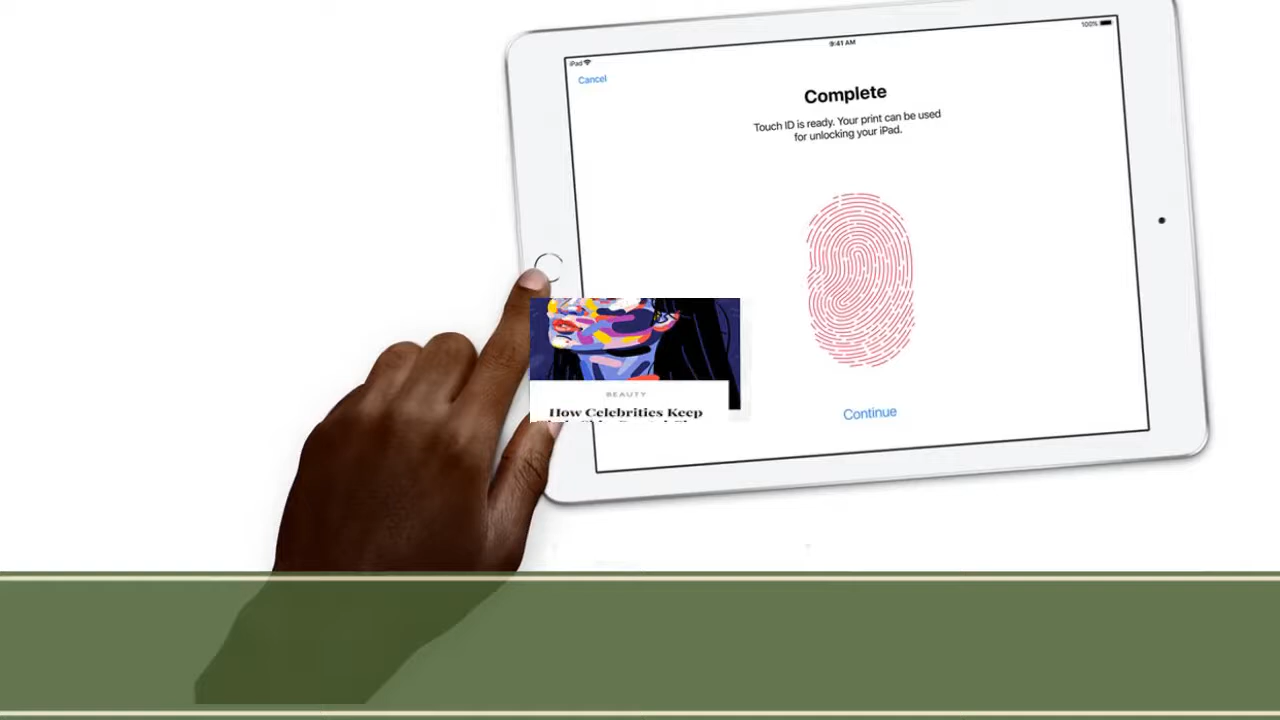 iPad
9:41 AM
100%
Cancel
Complete
Touch ID is ready. Your print can be used
for unlocking your iPad.
BEAUTY
How Celebrities Keep
Continue